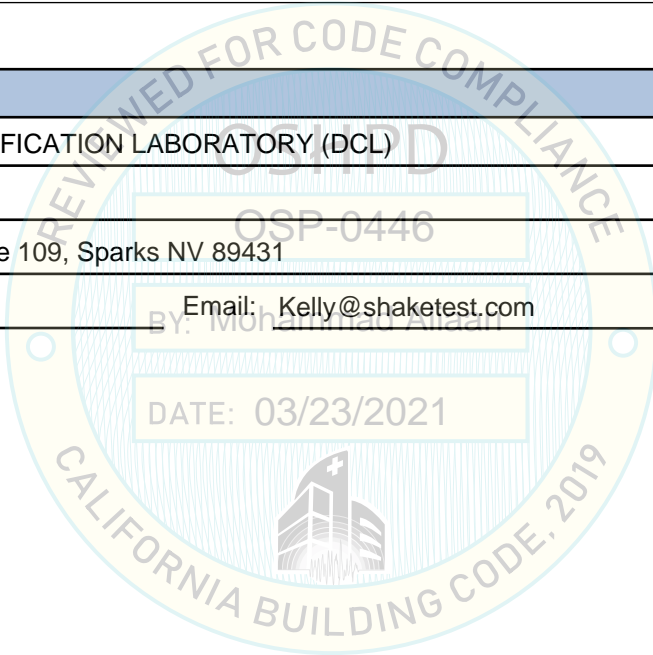 REVIEWED FOR CODE COMPLIANCE
FICATION LABORATORY (DCL)
OSHPD
OSP-0446
e 109, Sparks NV 89431
Email: Kelly@shaketest.com
BY: Mohammad
DATE: 03/23/2021
CALIFORNIA BUILDING CODE, 2019